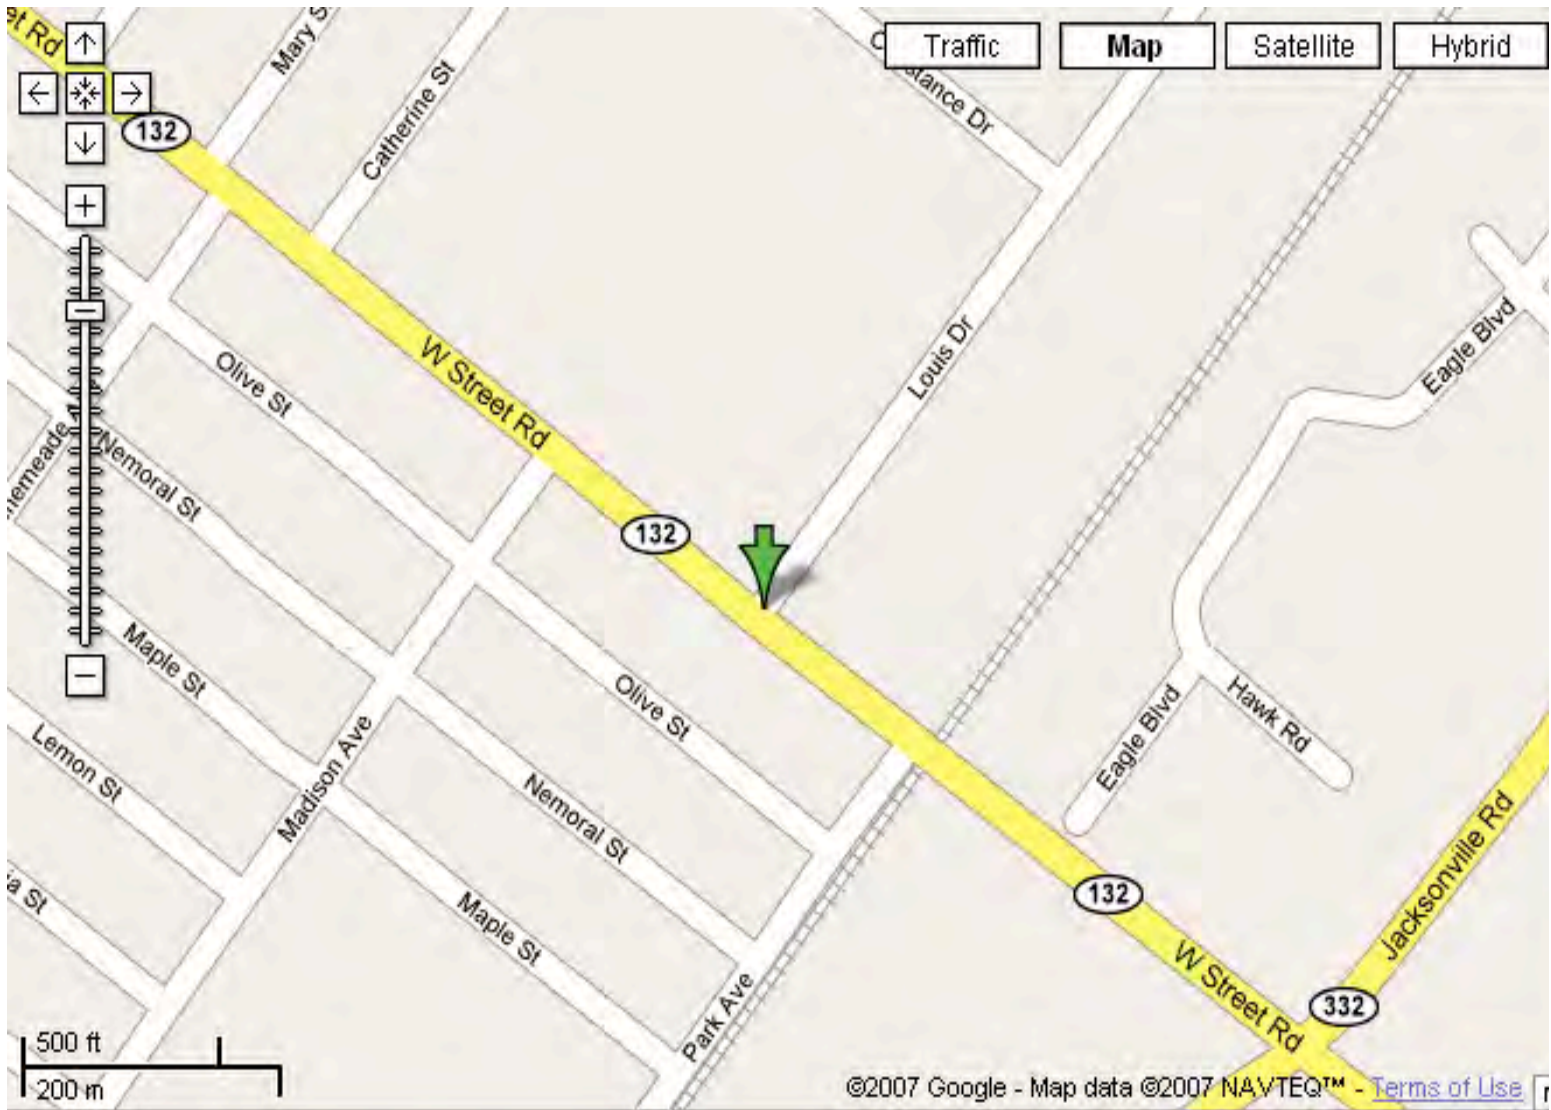 et Rd
Mary S
Traffic
Map
Satellite
Hybrid
stance Dr
132
Catherine St
Olive St
W Street Rd
Louis Dr
Eagle Blvd
Nemoral St
132
Maple St
Olive St
Hawk Rd
Eagle Blvd
Lemon St
Madison Ave
Nemoral St
Jacksonville Rd
a St
Maple St
132
W Street Rd
Park Ave
332
500 ft
200 m
©2007 Google - Map data ©2007 NAVTEQ™ - Terms of Use